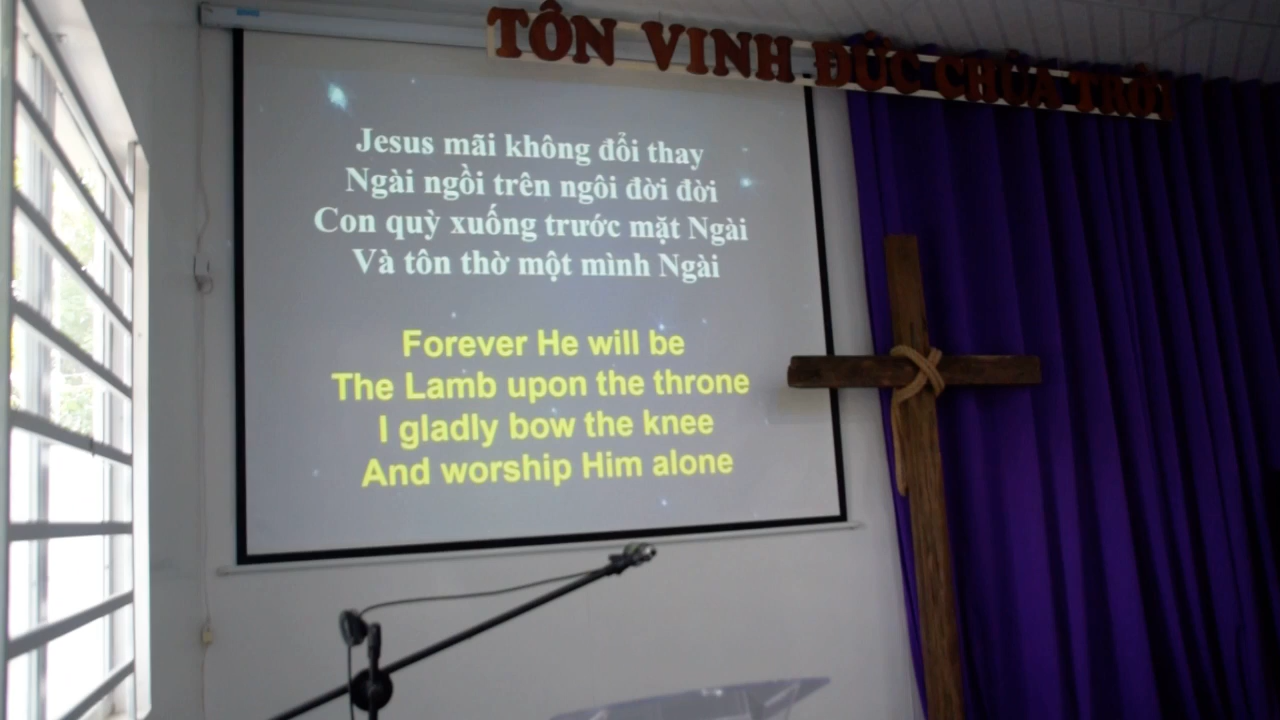 TÔN VINH ĐỨC CHÚA TRỜI
Jesus mãi không đổi thay
Ngài ngồi trên ngôi đời đời
Con quỳ xuống trước mặt Ngài
Và tôn thờ một mình Ngài
Forever He will be
The Lamb upon the throne
I gladly bow the knee
And worship Him alone